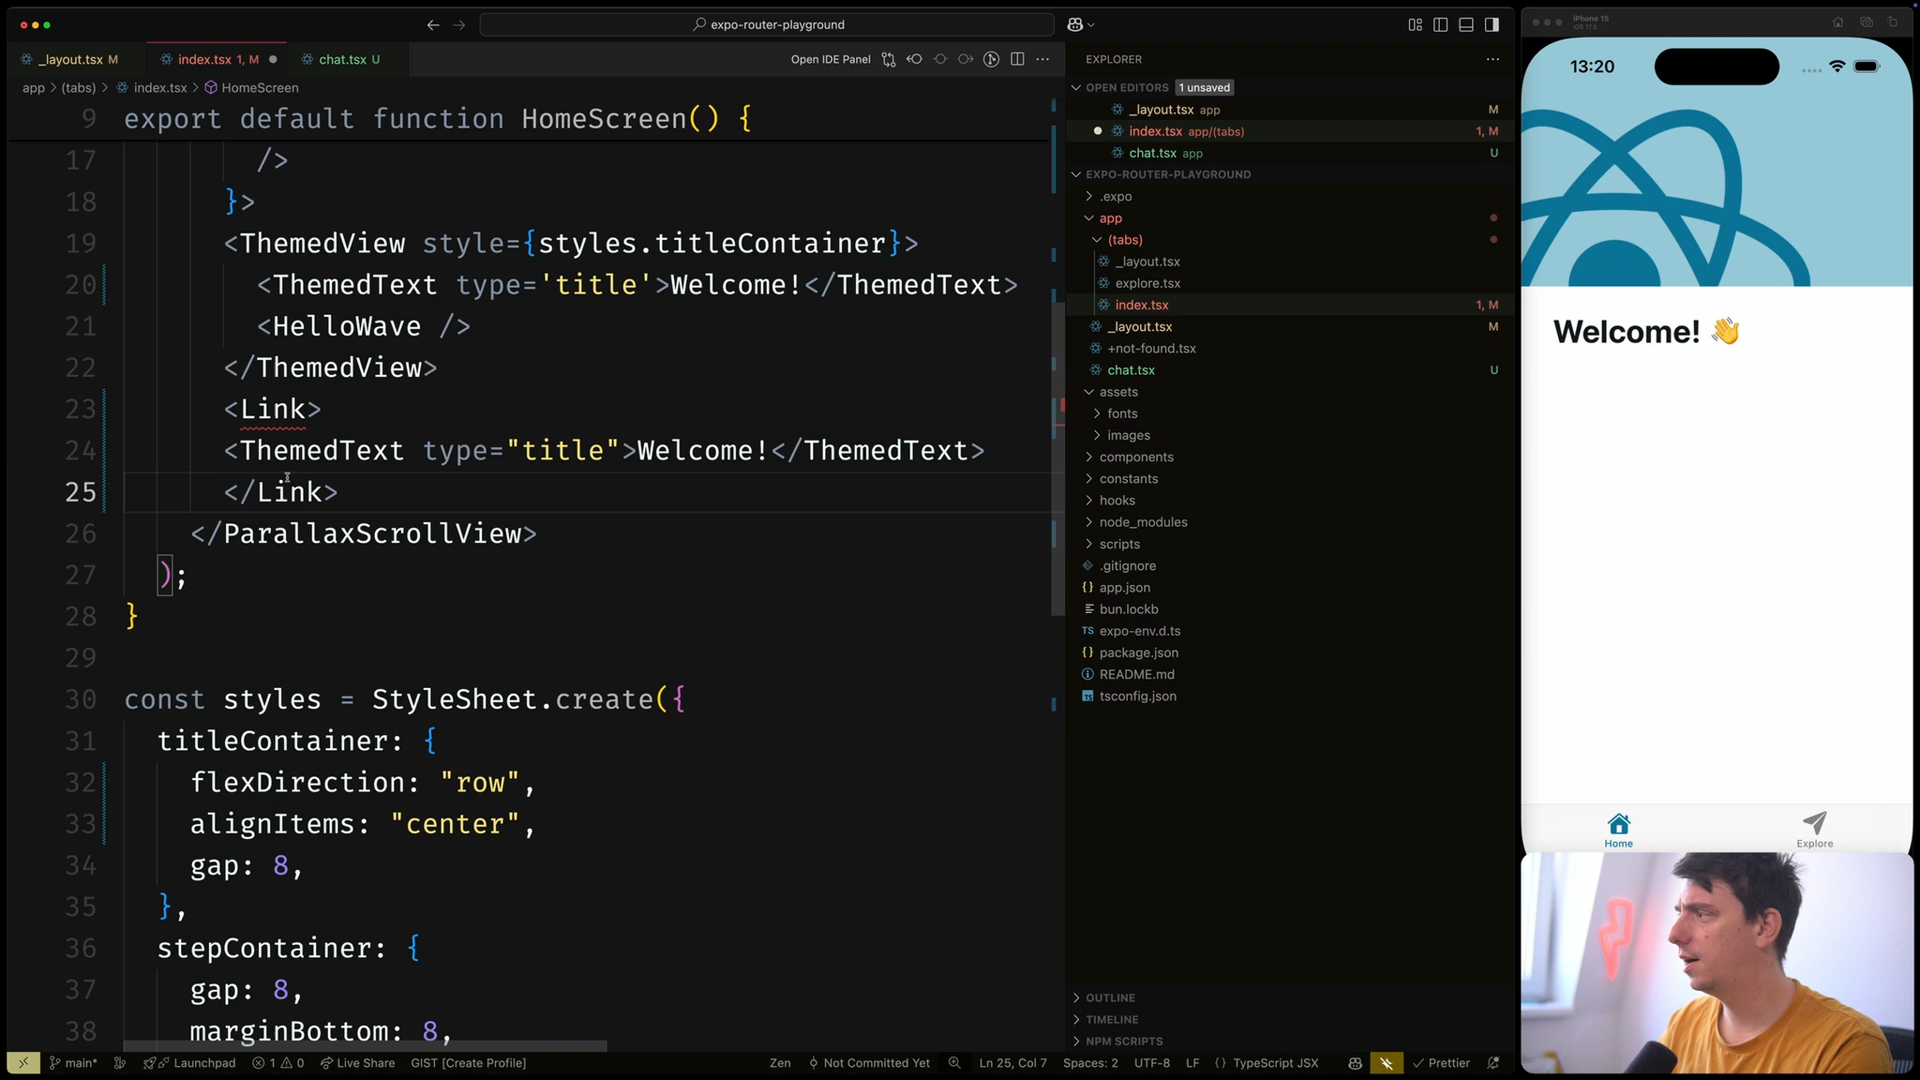 expo-router-playground
_layout.tsx M
index.tsx 1, M
chat.tsx U
Open IDE Panel
app > (tabs) > index.tsx > HomeScreen
9 export default function HomeScreen() {
17 />
18 }>
19 <ThemedView style={styles.titleContainer}>
20 <ThemedText type='title'>Welcome!</ThemedText>
21 <HelloWave />
22 </ThemedView>
23 <Link>
24 <ThemedText type="title">Welcome!</ThemedText>
25 </Link>
26 </ParallaxScrollView>
27 );
28 }
29
30 const styles = StyleSheet.create({
31 titleContainer: {
32 flexDirection: "row",
33 alignItems: "center",
34 gap: 8,
35 },
36 stepContainer: {
37 gap: 8,
38 marginBottom: 8,
EXPLORER
OPEN EDITORS 1 unsaved
_layout.tsx app M
index.tsx app/(tabs) 1, M
chat.tsx app U
EXPO-ROUTER-PLAYGROUND
.expo
app
(tabs)
_layout.tsx
explore.tsx
index.tsx 1, M
_layout.tsx M
+not-found.tsx
chat.tsx U
assets
fonts
images
components
constants
hooks
node_modules
scripts
.gitignore
app.json
bun.lockb
TS expo-env.d.ts
package.json
README.md
tsconfig.json
OUTLINE
TIMELINE
NPM SCRIPTS
iPhone 15
iOS 17.5
13:20
Welcome! 👋
Home
Explore
main*
Launchpad
1 0
Live Share
GIST [Create Profile]
Zen
Not Committed Yet
Ln 25, Col 7
Spaces: 2
UTF-8
LF
{} TypeScript JSX
Prettier